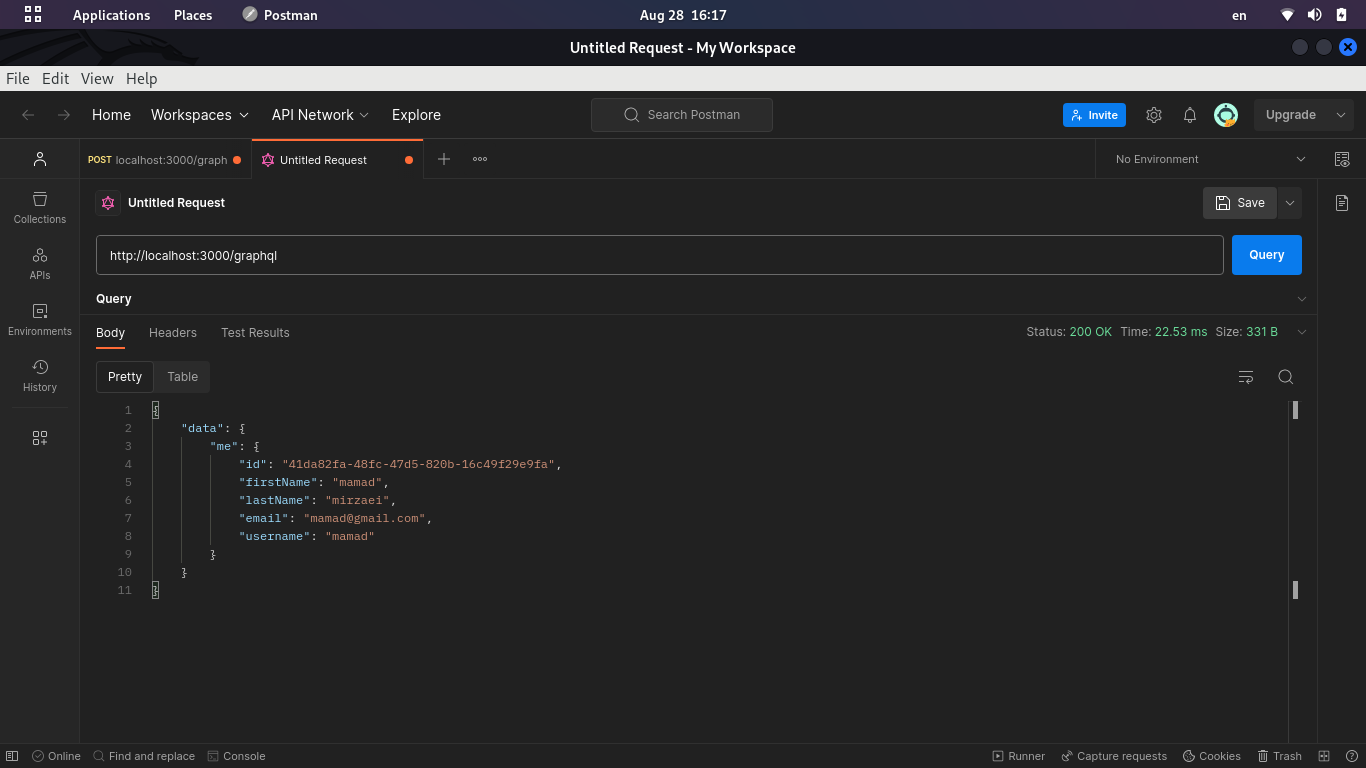 Applications Places Postman Aug 28 16:17 en
Untitled Request - My Workspace
File Edit View Help
Home Workspaces API Network Explore Search Postman Invite Upgrade
POST localhost:3000/graph Untitled Request No Environment
Untitled Request Save
Collections
http://localhost:3000/graphql Query
APIs
Query
Environments
Body Headers Test Results Status: 200 OK Time: 22.53 ms Size: 331 B
History
Pretty Table
1 {
2 "data": {
3 "me": {
4 "id": "41da82fa-48fc-47d5-820b-16c49f29e9fa",
5 "firstName": "mamad",
6 "lastName": "mirzaei",
7 "email": "mamad@gmail.com",
8 "username": "mamad"
9 }
10 }
11 }
Online Find and replace Console Runner Capture requests Cookies Trash